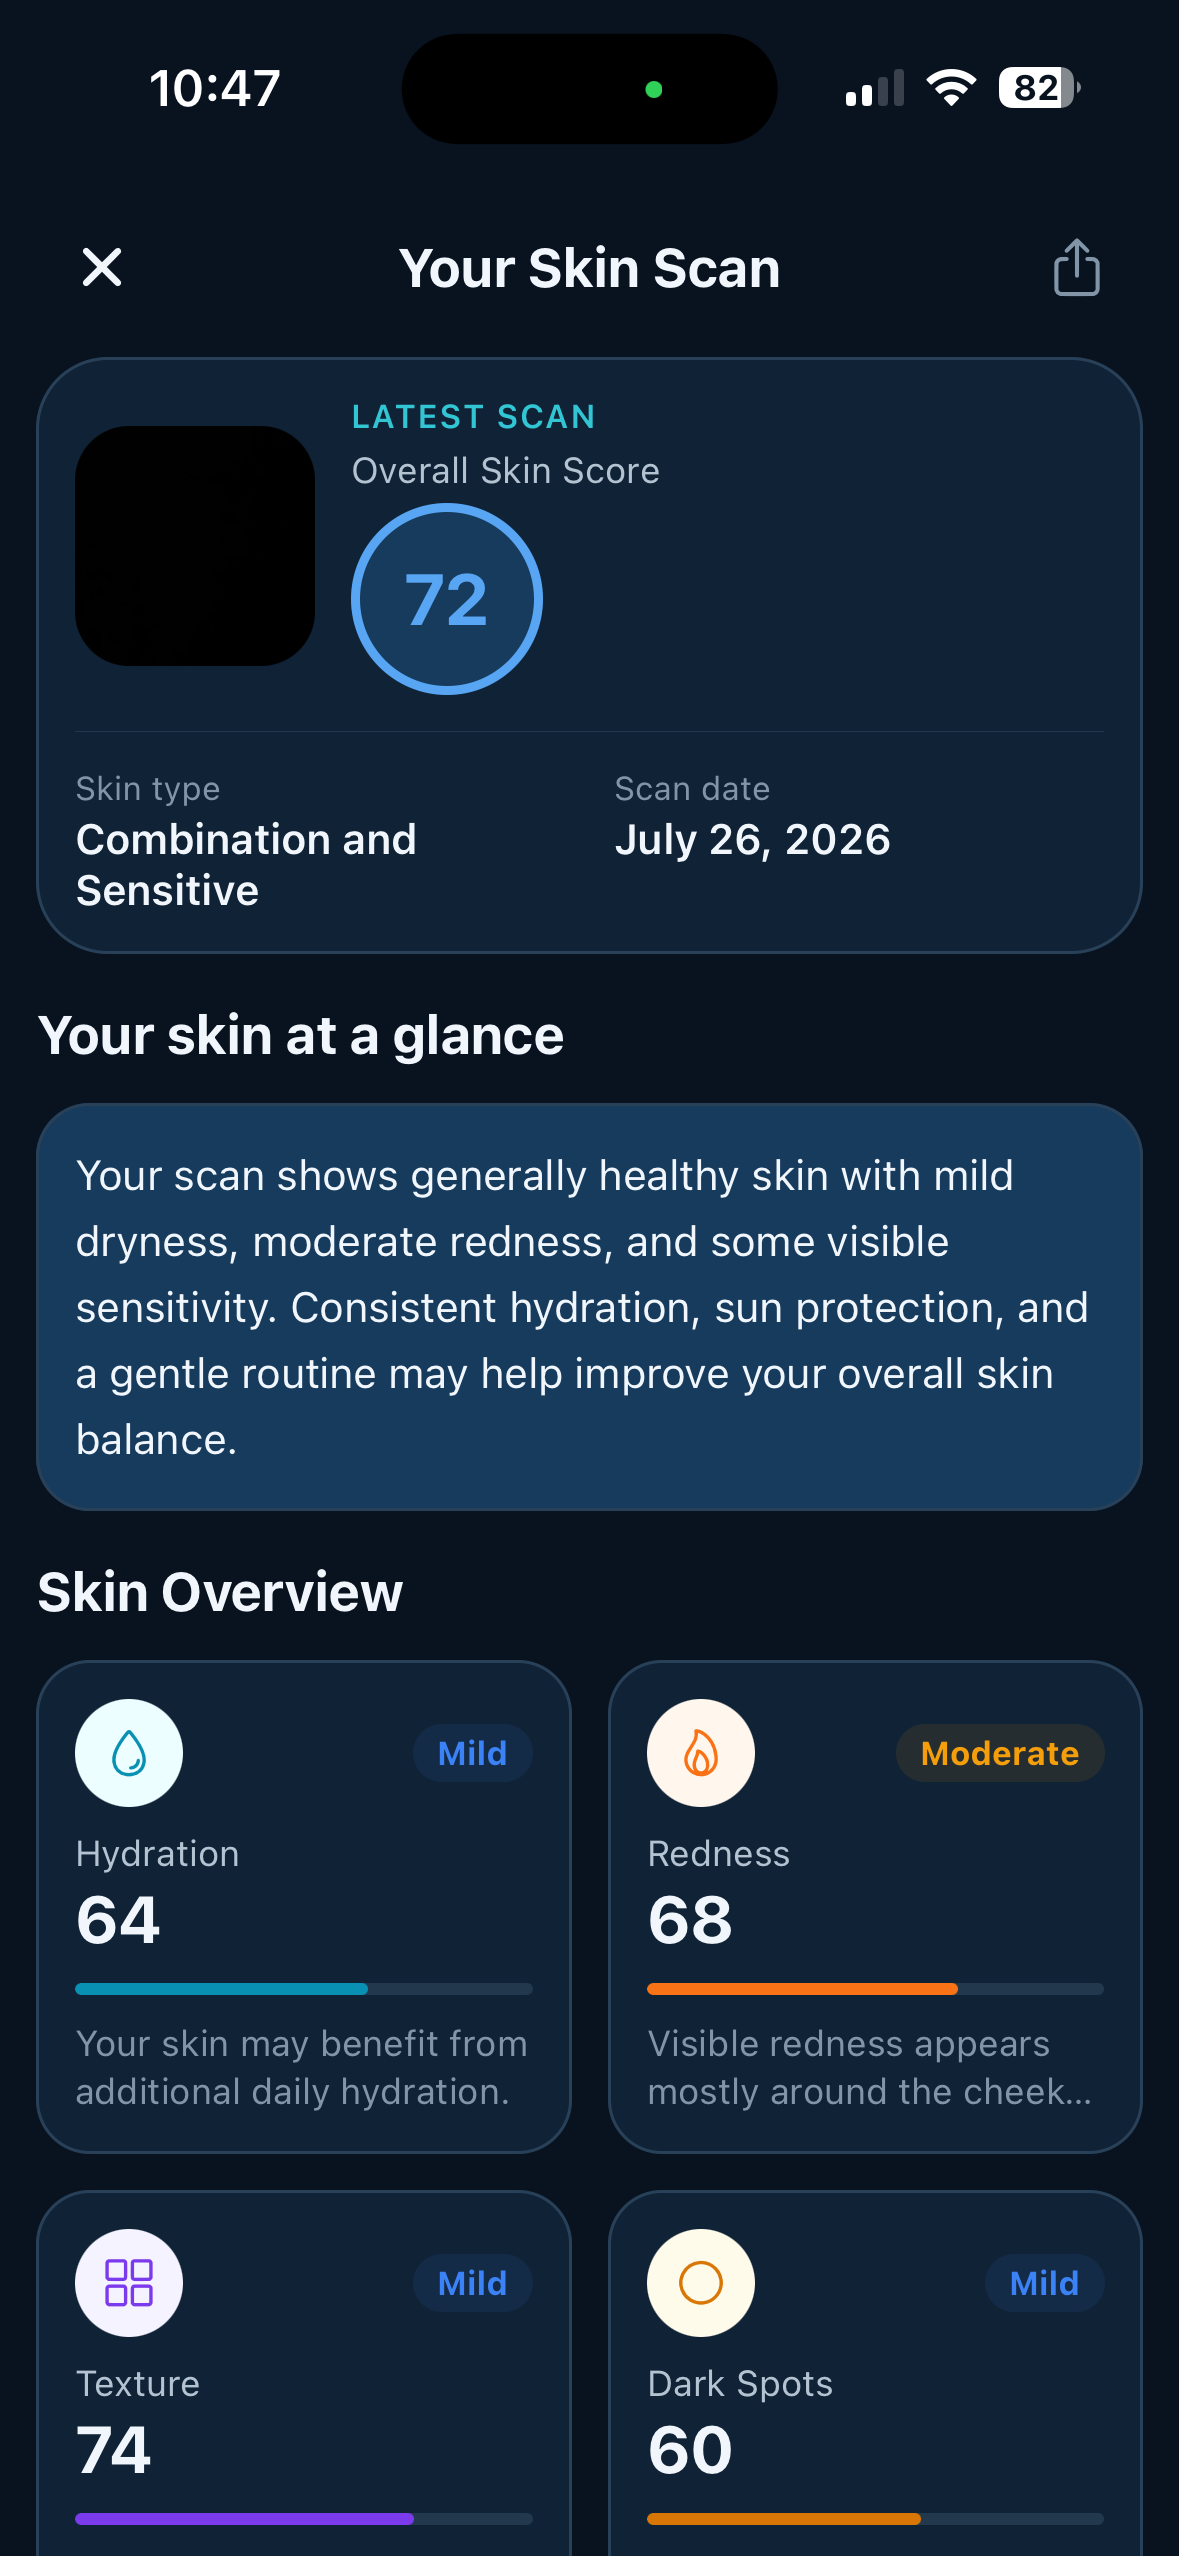 10:47
82
Your Skin Scan
LATEST SCAN
Overall Skin Score
72
Skin type
Combination and
Sensitive
Scan date
July 26, 2026
Your skin at a glance
Your scan shows generally healthy skin with mild
dryness, moderate redness, and some visible
sensitivity. Consistent hydration, sun protection, and
a gentle routine may help improve your overall skin
balance.
Skin Overview
Mild
Hydration
64
Your skin may benefit from
additional daily hydration.
Moderate
Redness
68
Visible redness appears
mostly around the cheek...
Mild
Texture
74
Mild
Dark Spots
60